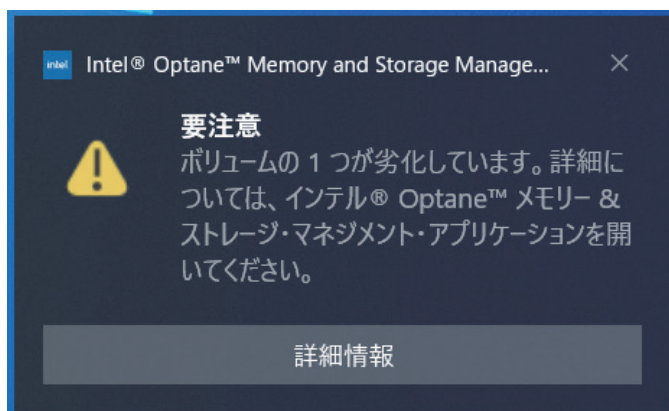 intel Intel® Optane™ Memory and Storage Manage...
要注意
ボリュームの 1 つが劣化しています。詳細に
ついては、インテル® Optane™ メモリー &
ストレージ・マネジメント・アプリケーションを開
いてください。
詳細情報